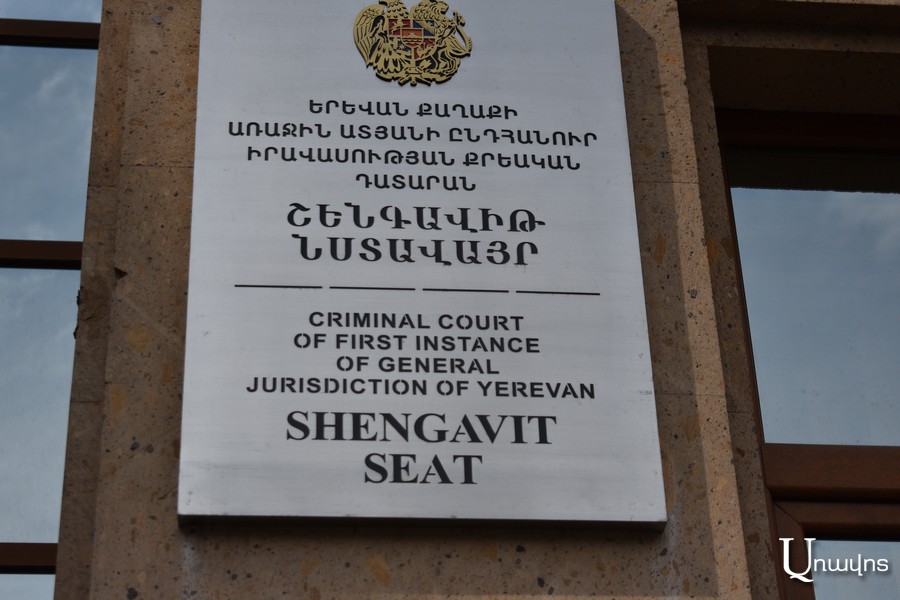 ԵՐԵՎԱՆ ՔԱՂԱՔԻ
ԱՌԱՋԻՆ ԱՏՅԱՆԻ ԸՆԴՀԱՆՈՒՐ
ԻՐԱՎԱՍՈՒԹՅԱՆ ՔՐԵԱԿԱՆ
ԴԱՏԱՐԱՆ
ՇԵՆԳԱՎԻԹ
ՆՍՏԱՎԱՅՐ
CRIMINAL COURT
OF FIRST INSTANCE
OF GENERAL
JURISDICTION OF YEREVAN
SHENGAVIT
SEAT
Առավոտ